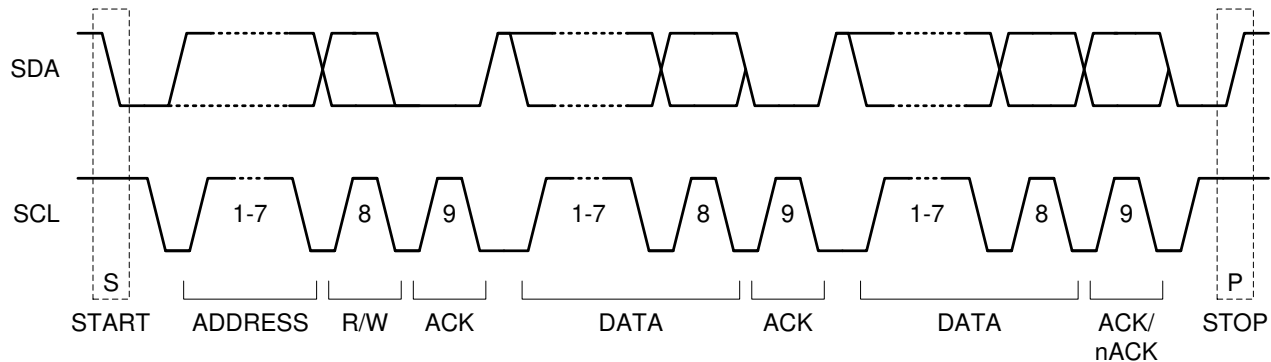 SDA
SCL
1-7 8 9 1-7 8 9 1-7 8 9
S P
START ADDRESS R/W ACK DATA ACK DATA ACK/ STOP
nACK